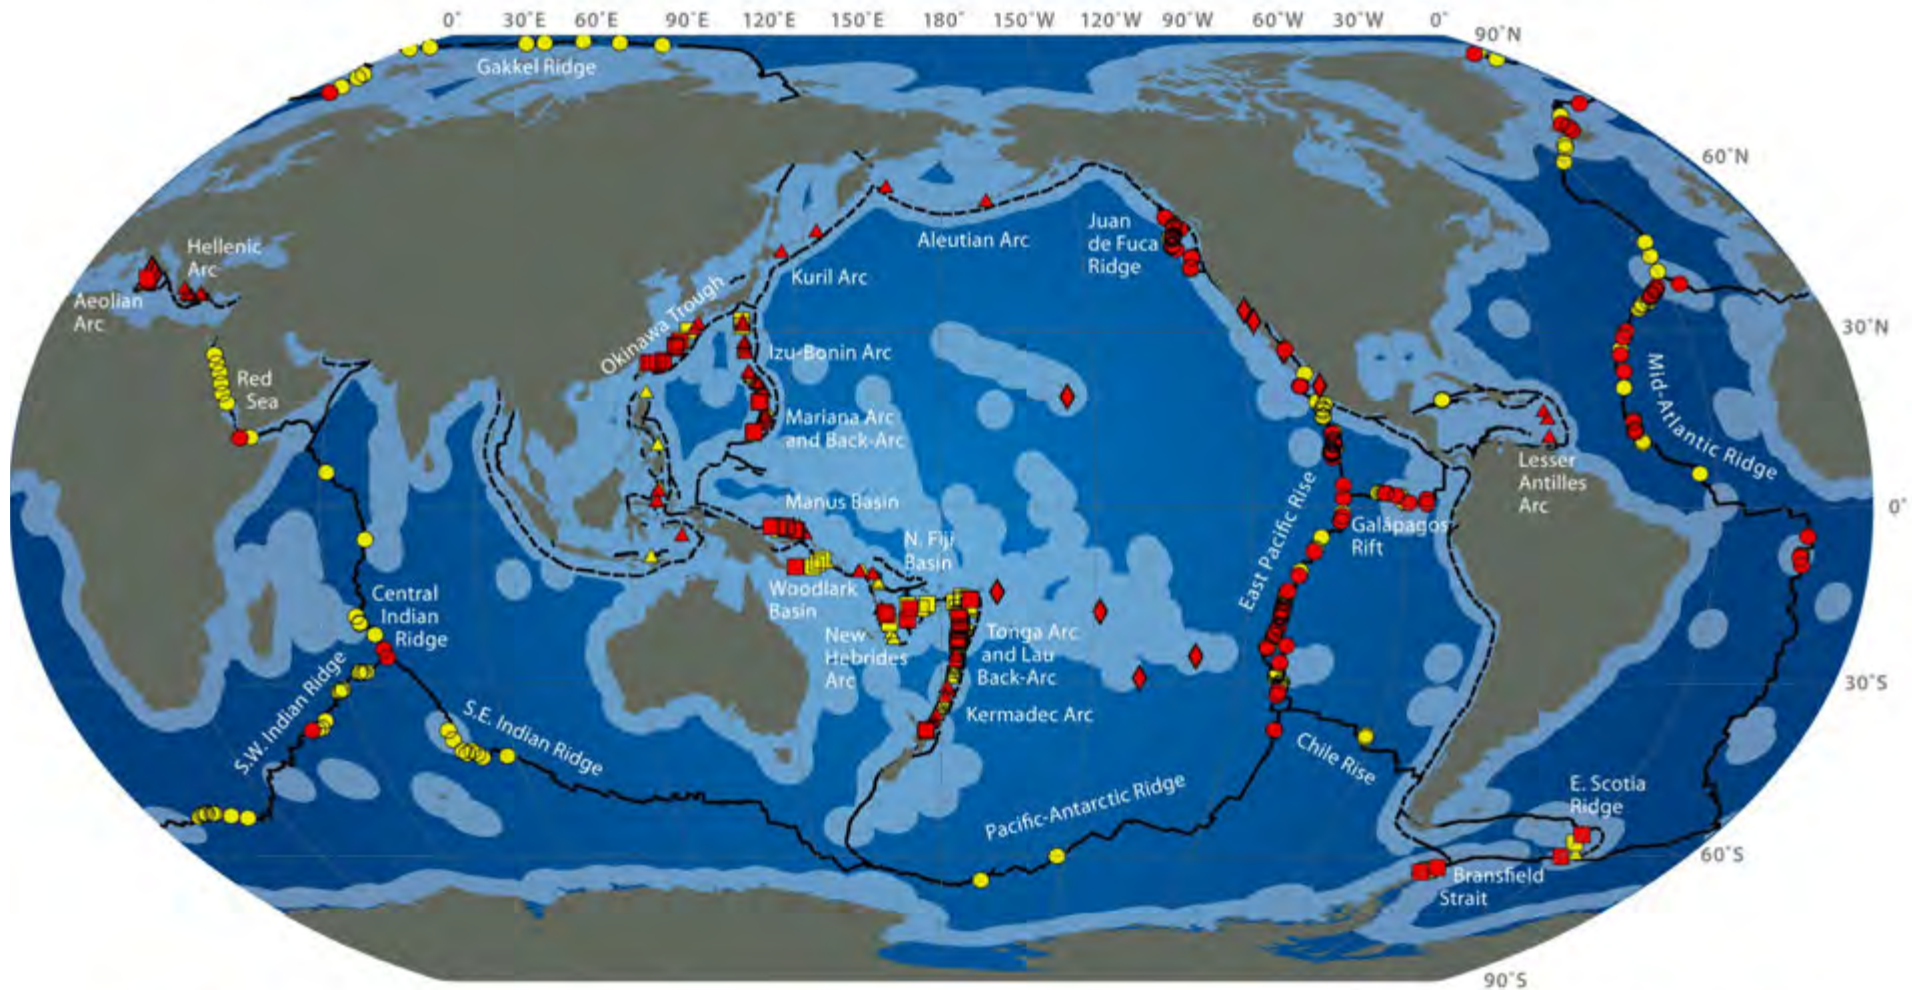 0° 30°E 60°E 90°E 120°E 150°E 180° 150°W 120°W 90°W 60°W 30°W 0°
90°N
Gakkel Ridge
60°N
Hellenic
Arc
Aeolian
Arc
Red
Sea
Okinawa Trough
Kuril Arc
Aleutian Arc
Juan
de Fuca
Ridge
30°N
Izu-Bonin Arc
Mariana Arc
and Back-Arc
Mid-Atlantic Ridge
Lesser
Antilles
Arc
Manus Basin
East Pacific Rise
Galápagos
Rift
0°
N. Fiji
Basin
Woodlark
Basin
Central
Indian
Ridge
New
Hebrides
Arc
Tonga Arc
and Lau
Back-Arc
Kermadec Arc
30°S
S.W. Indian Ridge
S.E. Indian Ridge
Chile Rise
Pacific-Antarctic Ridge
E. Scotia
Ridge
60°S
Bransfield
Strait
90°S